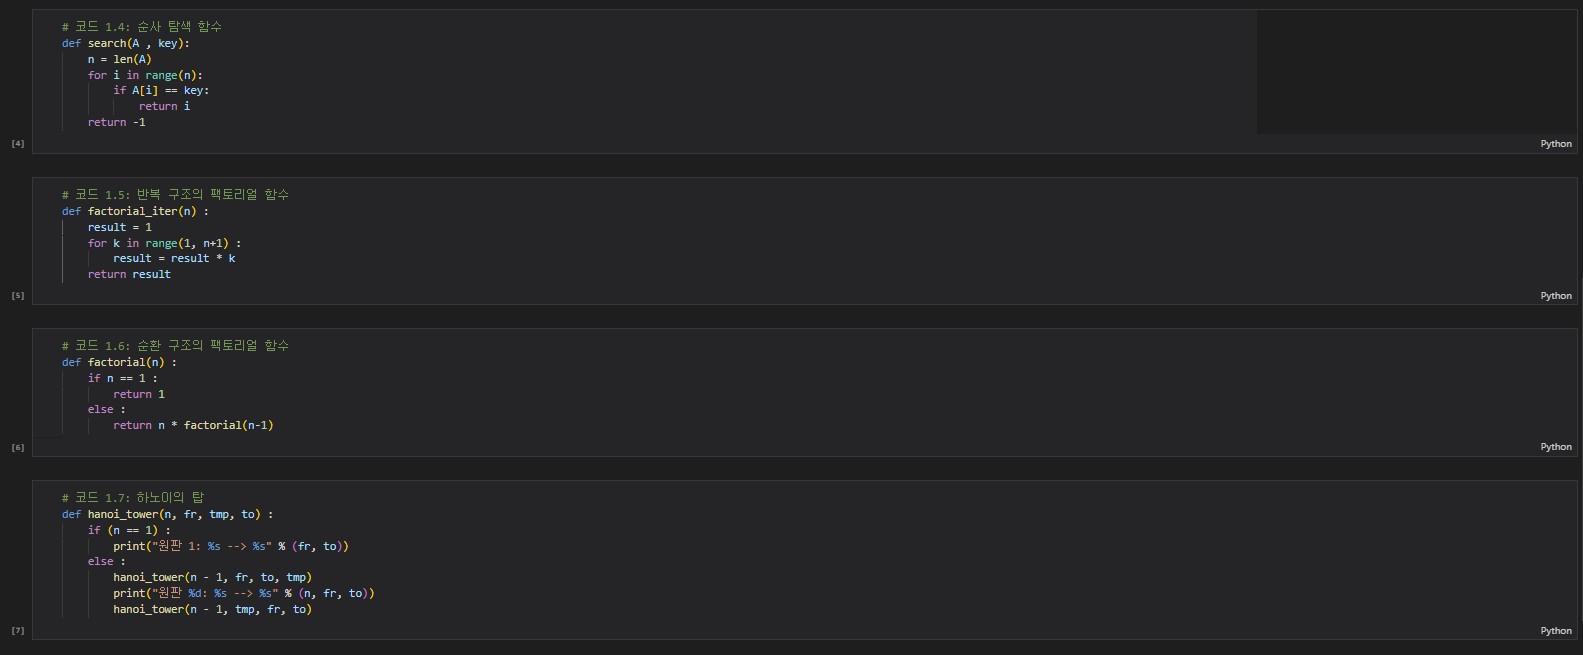 # 코드 1.4: 순사 탐색 함수
def search(A , key):
    n = len(A)
    for i in range(n):
        if A[i] == key:
            return i
    return -1
[4]
Python
# 코드 1.5: 반복 구조의 팩토리얼 함수
def factorial_iter(n) :
    result = 1
    for k in range(1, n+1) :
        result = result * k
    return result
[5]
Python
# 코드 1.6: 순환 구조의 팩토리얼 함수
def factorial(n) :
    if n == 1 :
        return 1
    else :
        return n * factorial(n-1)
[6]
Python
# 코드 1.7: 하노이의 탑
def hanoi_tower(n, fr, tmp, to) :
    if (n == 1) :
        print("원판 1: %s --> %s" % (fr, to))
    else :
        hanoi_tower(n - 1, fr, to, tmp)
        print("원판 %d: %s --> %s" % (n, fr, to))
        hanoi_tower(n - 1, tmp, fr, to)
[7]
Python